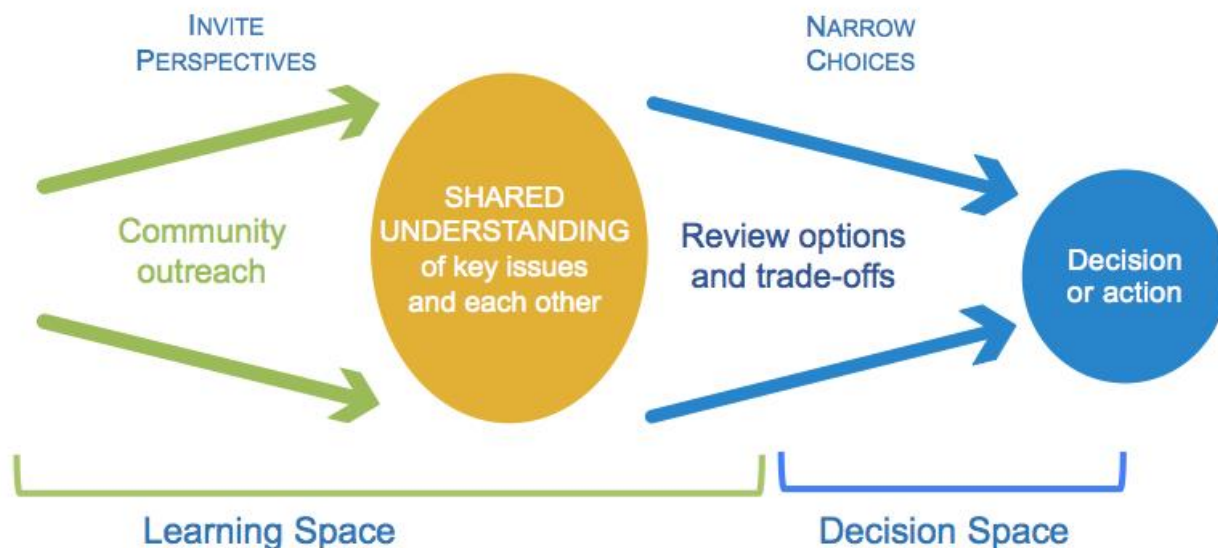 INVITE
PERSPECTIVES
NARROW
CHOICES
Community
outreach
SHARED
UNDERSTANDING
of key issues
and each other
Review options
and trade-offs
Decision
or action
Learning Space
Decision Space